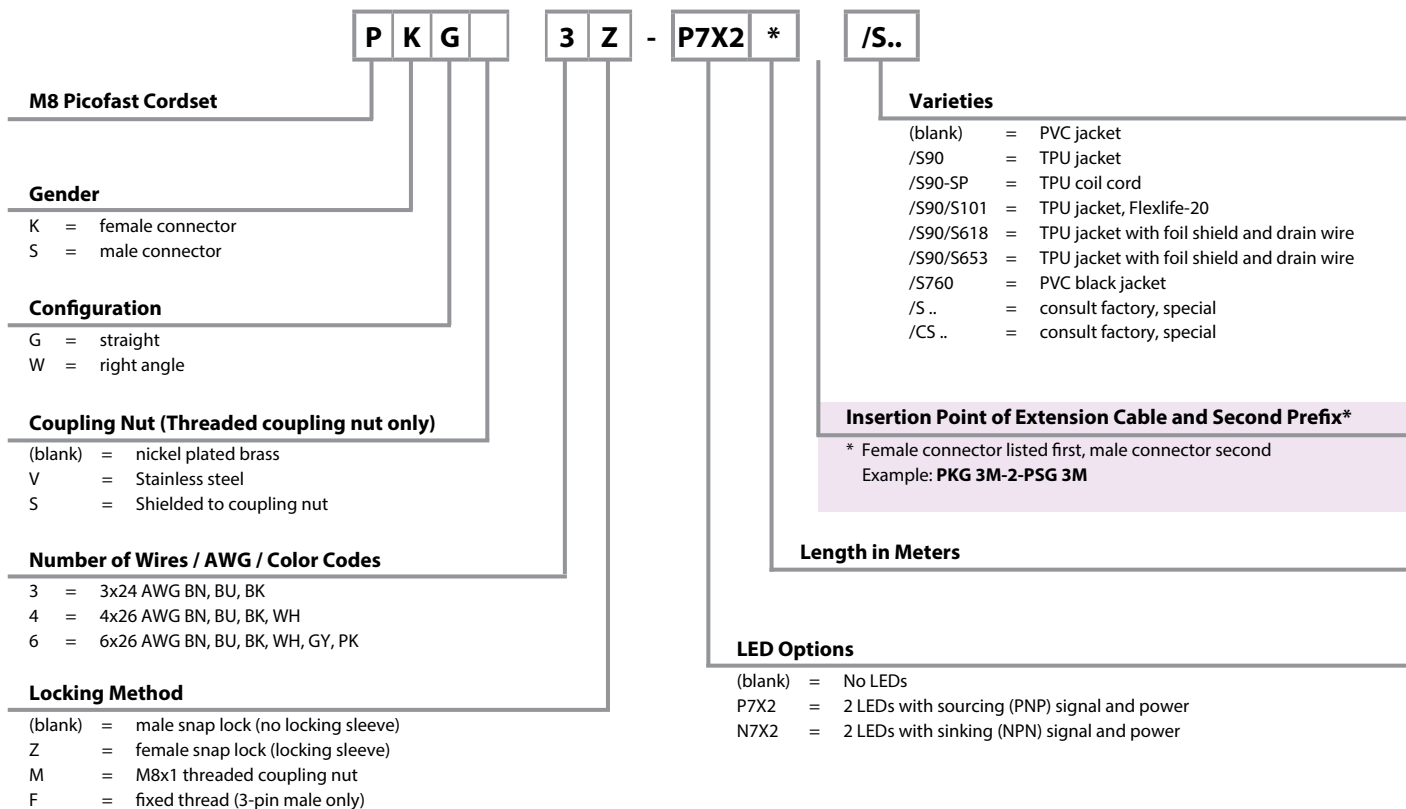 P K G 3 Z - P7X2 * /S..
M8 Picofast Cordset
Gender
K = female connector
S = male connector
Configuration
G = straight
W = right angle
Coupling Nut (Threaded coupling nut only)
(blank) = nickel plated brass
V = Stainless steel
S = Shielded to coupling nut
Number of Wires / AWG / Color Codes
3 = 3x24 AWG BN, BU, BK
4 = 4x26 AWG BN, BU, BK, WH
6 = 6x26 AWG BN, BU, BK, WH, GY, PK
Locking Method
(blank) = male snap lock (no locking sleeve)
Z = female snap lock (locking sleeve)
M = M8x1 threaded coupling nut
F = fixed thread (3-pin male only)
Varieties
(blank) = PVC jacket
/S90 = TPU jacket
/S90-SP = TPU coil cord
/S90/S101 = TPU jacket, Flexlife-20
/S90/S618 = TPU jacket with foil shield and drain wire
/S90/S653 = TPU jacket with foil shield and drain wire
/S760 = PVC black jacket
/S .. = consult factory, special
/CS .. = consult factory, special
Insertion Point of Extension Cable and Second Prefix*
* Female connector listed first, male connector second
Example: PKG 3M-2-PSG 3M
Length in Meters
LED Options
(blank) = No LEDs
P7X2 = 2 LEDs with sourcing (PNP) signal and power
N7X2 = 2 LEDs with sinking (NPN) signal and power